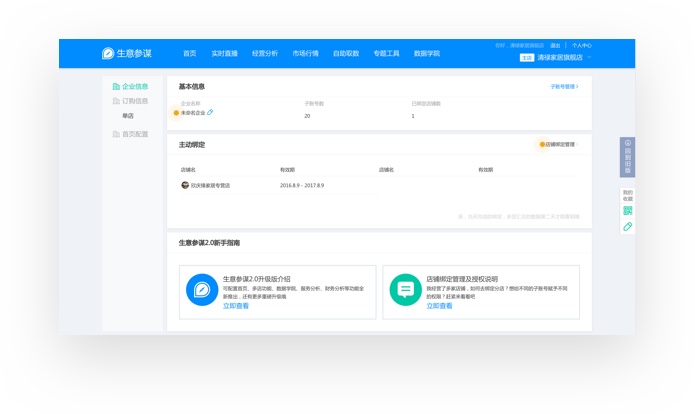 你好，清禄家居旗舰店 退出 | 个人中心
生意参谋 首页 实时直播 经营分析 市场行情 自助取数 专题工具 数据学院
主店 清禄家居旗舰店
企业信息
订购信息
单店
首页配置
基本信息 子账号管理
企业名称 子账号数 已绑店店铺数
未命名企业 20 1
主动绑定 店铺绑定管理
店铺名 有效期 店铺名 有效期
欣庆臻家居专营店 2016.8.9 - 2017.8.9
生意参谋2.0新手指南
生意参谋2.0升级版介绍
可配置首页、多店功能、数据学院、服务分析、财务分析等功能全
新推出，还有更多重磅升级哦
立即查看
店铺绑定管理及授权说明
我经营了多家店铺，如何去绑定分店？想给不同的子账号赋予不同
的权限？赶紧来看看吧
立即查看
回到旧版
我的
收藏